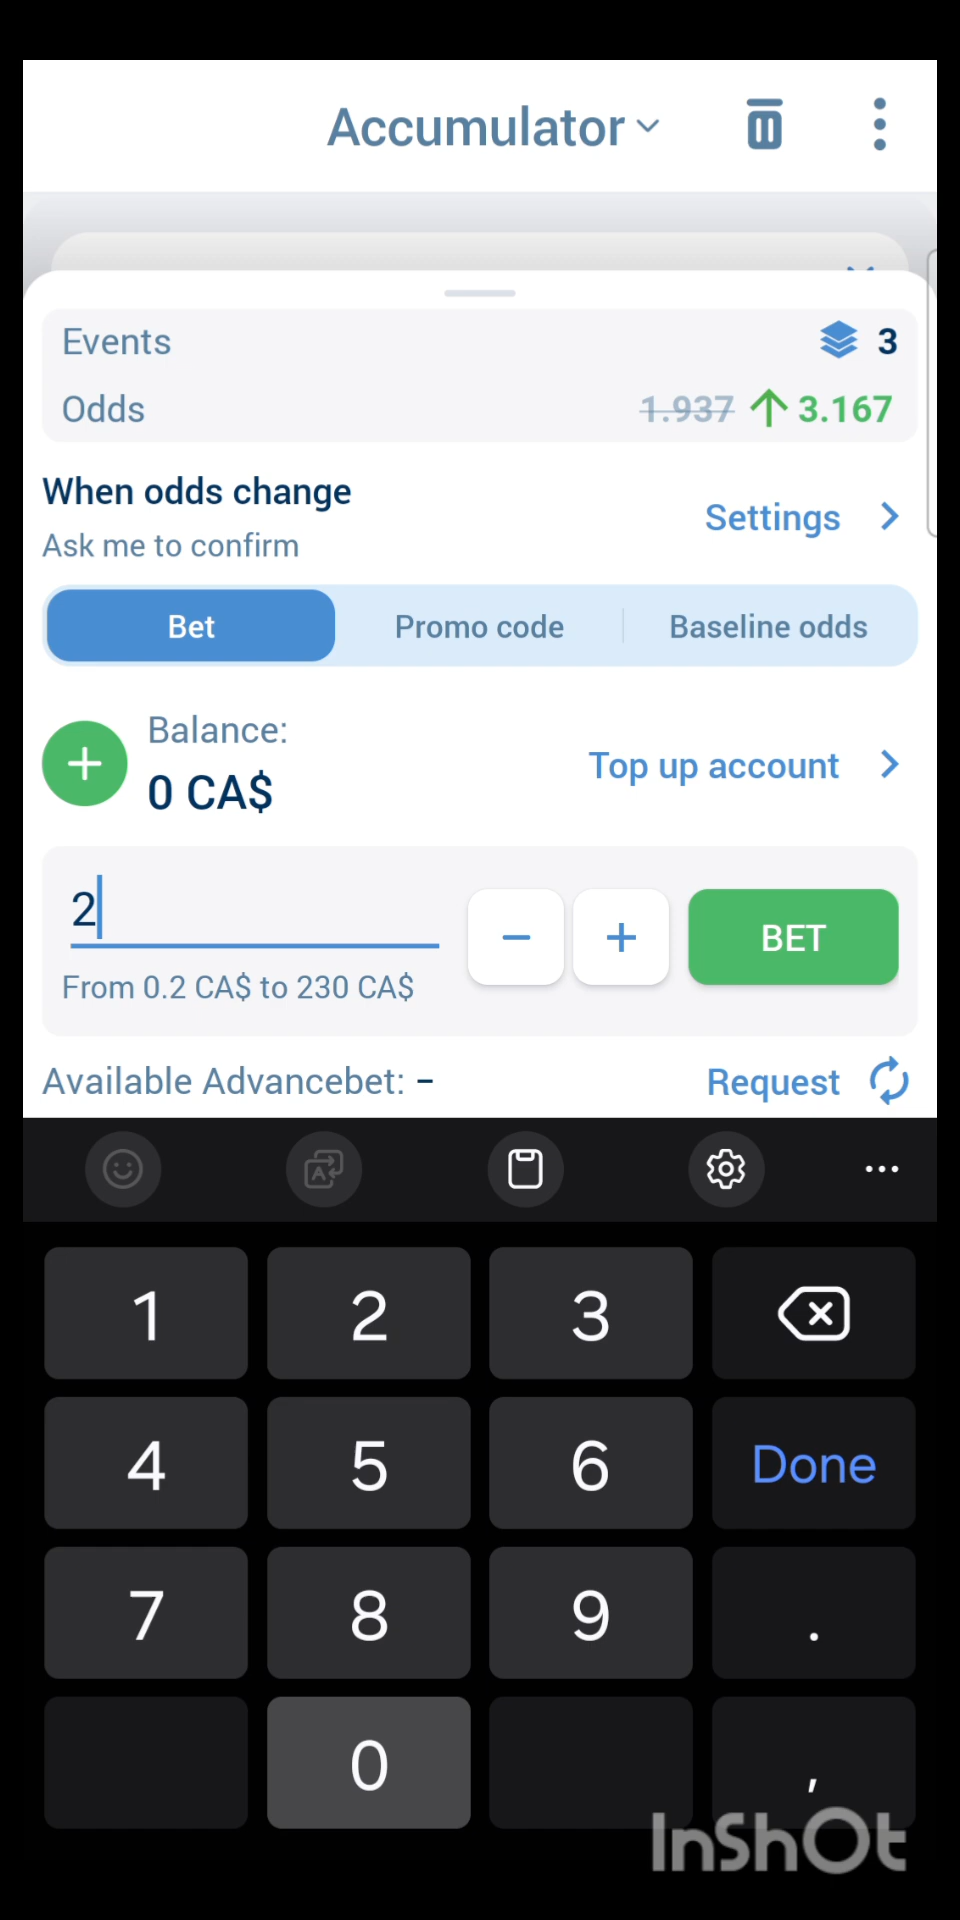 Accumulator
Events 3
Odds 1.937 3.167
When odds change
Ask me to confirm
Settings
Bet Promo code Baseline odds
Balance:
0 CA$
Top up account
2
BET
From 0.2 CA$ to 230 CA$
Available Advancebet: –
Request
1 2 3
4 5 6 Done
7 8 9 .
0 ,
InShOt